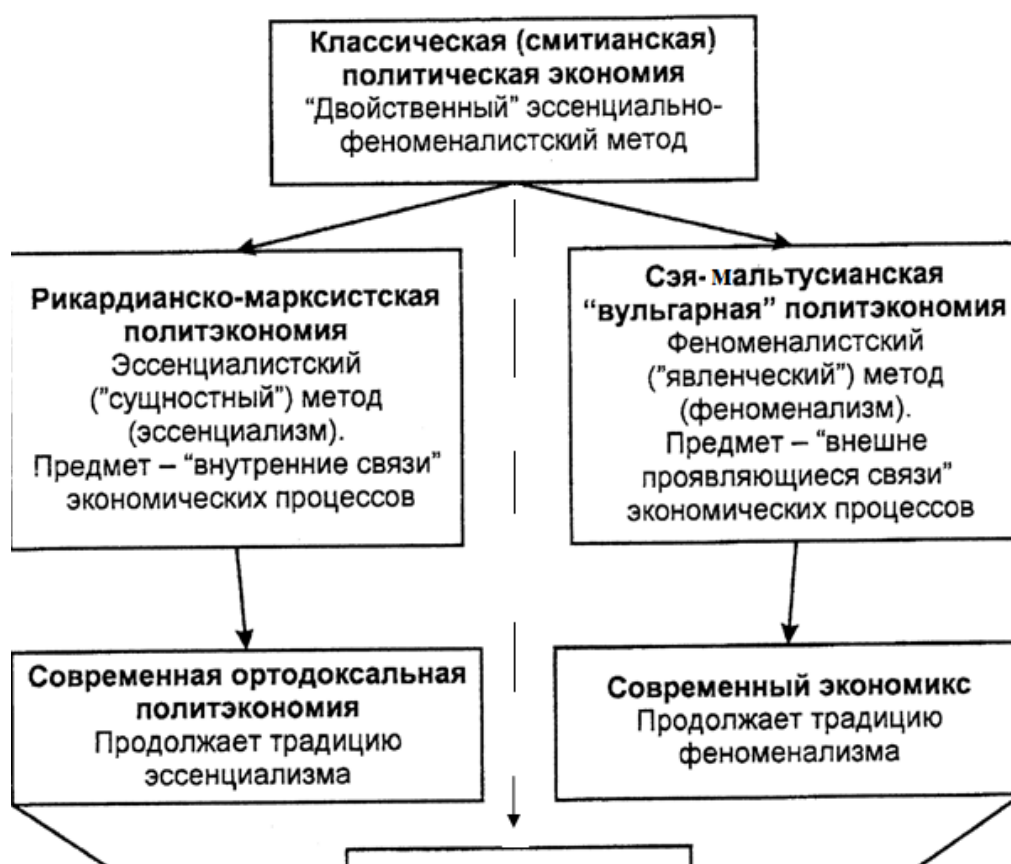 Классическая (смитианская)
политическая экономия
“Двойственный” эссенциально-
феноменалистский метод
Рикардианско-марксистская
политэкономия
Эссенциалистский
(”сущностный”) метод
(эссенциализм).
Предмет – “внутренние связи”
экономических процессов
Сэя- мальтусианская
“вульгарная” политэкономия
Феноменалистский
(”явленческий”) метод
(феноменализм).
Предмет – “внешне
проявляющиеся связи”
экономических процессов
Современная ортодоксальная
политэкономия
Продолжает традицию
эссенциализма
Современный экономикс
Продолжает традицию
феноменализма